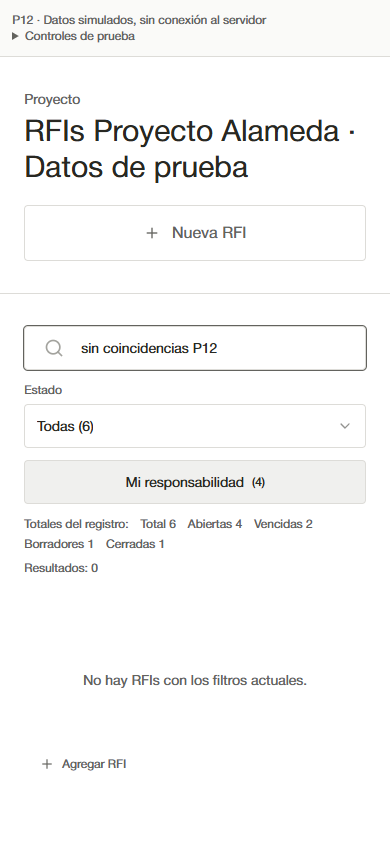 P12 · Datos simulados, sin conexión al servidor
Controles de prueba
Proyecto
RFIs Proyecto Alameda ·
Datos de prueba
+ Nueva RFI
sin coincidencias P12
Estado
Todas (6)
Mi responsabilidad (4)
Totales del registro: Total 6 Abiertas 4 Vencidas 2
Borradores 1 Cerradas 1
Resultados: 0
No hay RFIs con los filtros actuales.
+ Agregar RFI